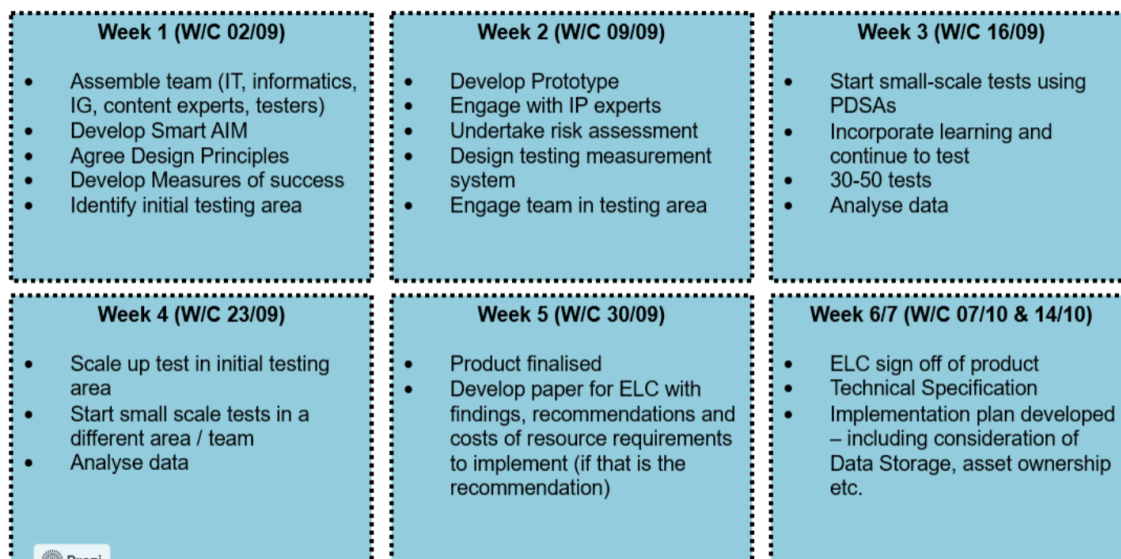 Week 1 (W/C 02/09)
• Assemble team (IT, informatics,
IG, content experts, testers)
• Develop Smart AIM
• Agree Design Principles
• Develop Measures of success
• Identify initial testing area
Week 2 (W/C 09/09)
• Develop Prototype
• Engage with IP experts
• Undertake risk assessment
• Design testing measurement
system
• Engage team in testing area
Week 3 (W/C 16/09)
• Start small-scale tests using
PDSAs
• Incorporate learning and
continue to test
• 30-50 tests
• Analyse data
Week 4 (W/C 23/09)
• Scale up test in initial testing
area
• Start small scale tests in a
different area / team
• Analyse data
Week 5 (W/C 30/09)
• Product finalised
• Develop paper for ELC with
findings, recommendations and
costs of resource requirements
to implement (if that is the
recommendation)
Week 6/7 (W/C 07/10 & 14/10)
• ELC sign off of product
• Technical Specification
• Implementation plan developed
– including consideration of
Data Storage, asset ownership
etc.